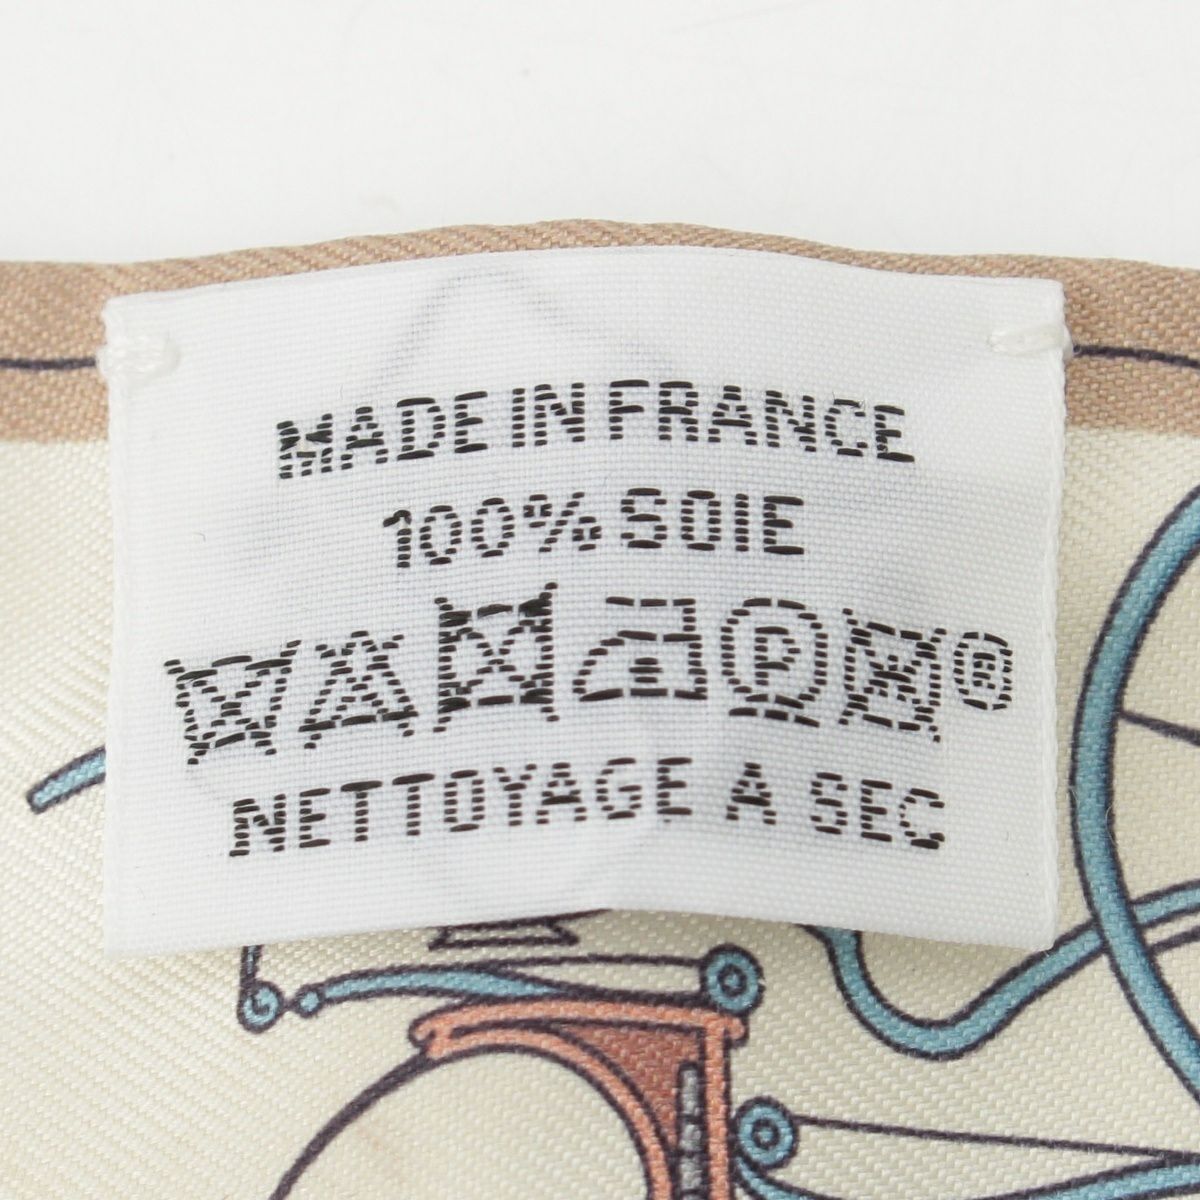 MADE IN FRANCE
100% SOIE
P ®
NETTOYAGE A SEC